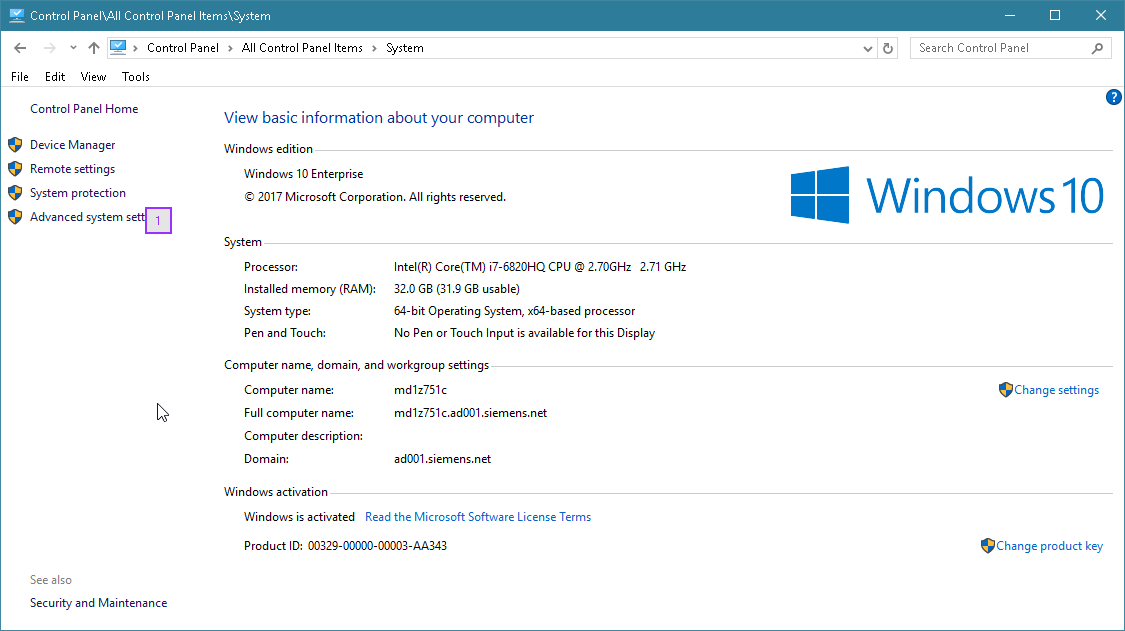 Control Panel\All Control Panel Items\System
Control Panel > All Control Panel Items > System
Search Control Panel
File Edit View Tools
?
Control Panel Home
Device Manager
Remote settings
System protection
Advanced system sett
1
View basic information about your computer
Windows edition
Windows 10 Enterprise
© 2017 Microsoft Corporation. All rights reserved.
Windows 10
System
Processor: Intel(R) Core(TM) i7-6820HQ CPU @ 2.70GHz 2.71 GHz
Installed memory (RAM): 32.0 GB (31.9 GB usable)
System type: 64-bit Operating System, x64-based processor
Pen and Touch: No Pen or Touch Input is available for this Display
Computer name, domain, and workgroup settings
Computer name: md1z751c
Change settings
Full computer name: md1z751c.ad001.siemens.net
Computer description:
Domain: ad001.siemens.net
Windows activation
Windows is activated Read the Microsoft Software License Terms
Product ID: 00329-00000-00003-AA343
Change product key
See also
Security and Maintenance